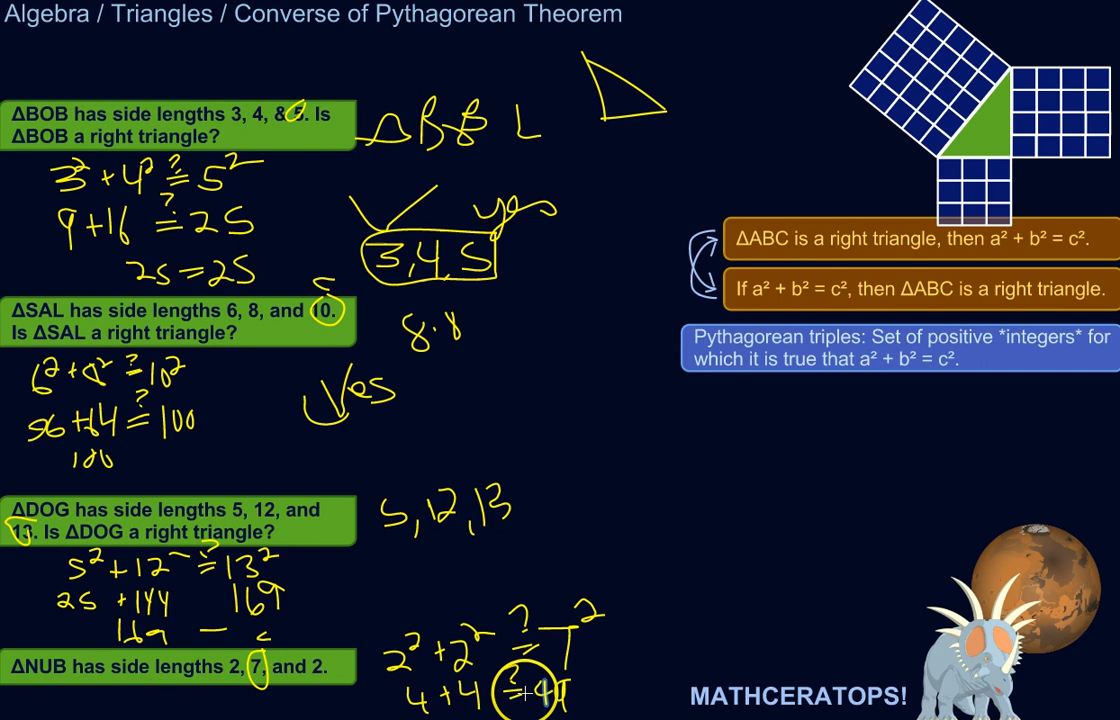 Algebra / Triangles / Converse of Pythagorean Theorem
ΔBOB has side lengths 3, 4, & 5. Is
ΔBOB a right triangle?
3² + 4² ≟ 5²
9 + 16 ≟ 25
25 = 25
yes
3, 4, 5
ΔSAL has side lengths 6, 8, and 10.
Is ΔSAL a right triangle?
8·8
6² + 8² ≟ 10²
36 + 64 ≟ 100
100
Yes
ΔDOG has side lengths 5, 12, and
13. Is ΔDOG a right triangle?
5, 12, 13
5² + 12² ≟ 13²
25 + 144 169
169 =
ΔNUB has side lengths 2, 7, and 2.
2² + 2² ≟ 7²
4 + 4 ≟ 49
ΔABC is a right triangle, then a² + b² = c².
If a² + b² = c², then ΔABC is a right triangle.
Pythagorean triples: Set of positive *integers* for
which it is true that a² + b² = c².
MATHCERATOPS!